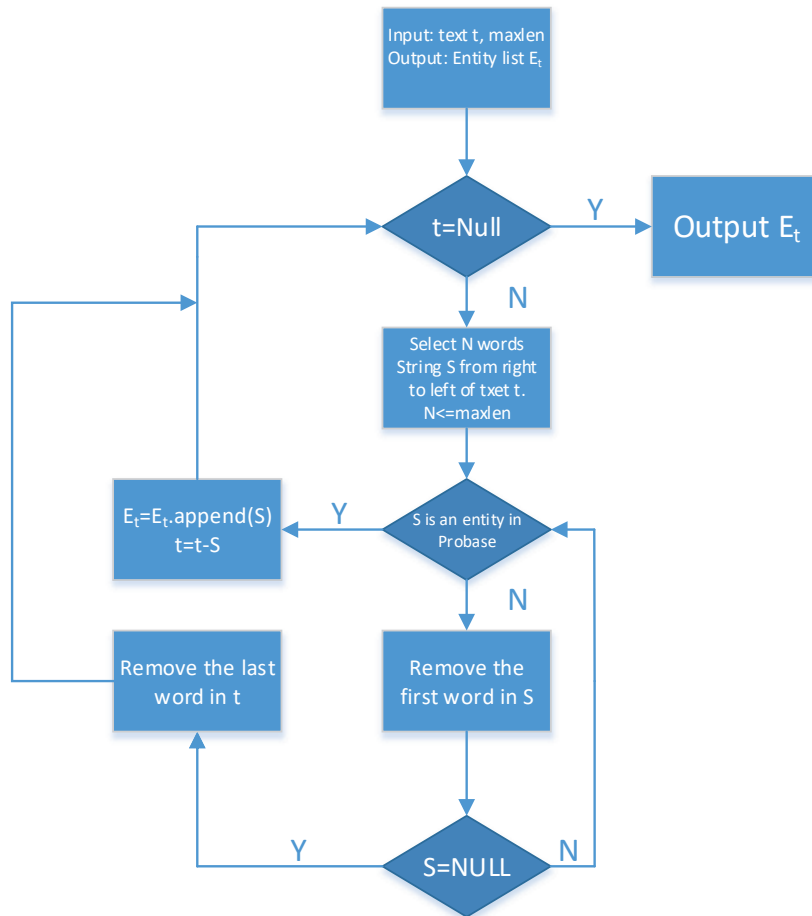 Input: text t, maxlen
Output: Entity list Et
t=Null
Y
Output Et
N
Select N words
String S from right
to left of txet t.
N<=maxlen
S is an entity in
Probase
Y
Et=Et.append(S)
t=t-S
N
Remove the last
word in t
Remove the
first word in S
S=NULL
Y
N